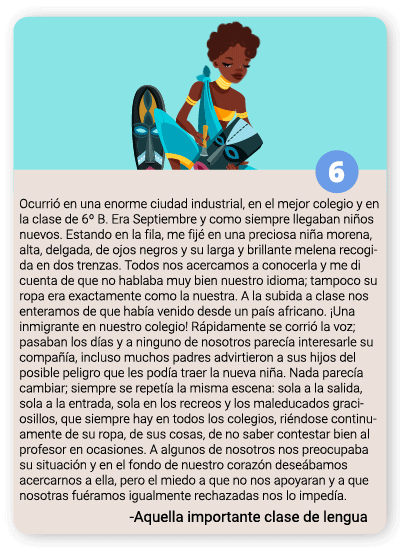 6
Ocurrió en una enorme ciudad industrial, en el mejor colegio y en
la clase de 6º B. Era Septiembre y como siempre llegaban niños
nuevos. Estando en la fila, me fijé en una preciosa niña morena,
alta, delgada, de ojos negros y su larga y brillante melena recogi-
da en dos trenzas. Todos nos acercamos a conocerla y me di
cuenta de que no hablaba muy bien nuestro idioma; tampoco su
ropa era exactamente como la nuestra. A la subida a clase nos
enteramos de que había venido desde un país africano. ¡Una
inmigrante en nuestro colegio! Rápidamente se corrió la voz;
pasaban los días y a ninguno de nosotros parecía interesarle su
compañía, incluso muchos padres advirtieron a sus hijos del
posible peligro que les podía traer la nueva niña. Nada parecía
cambiar; siempre se repetía la misma escena: sola a la salida,
sola a la entrada, sola en los recreos y los maleducados graci-
osillos, que siempre hay en todos los colegios, riéndose continu-
amente de su ropa, de sus cosas, de no saber contestar bien al
profesor en ocasiones. A algunos de nosotros nos preocupaba
su situación y en el fondo de nuestro corazón deseábamos
acercarnos a ella, pero el miedo a que no nos apoyaran y a que
nosotras fuéramos igualmente rechazadas nos lo impedía.
-Aquella importante clase de lengua